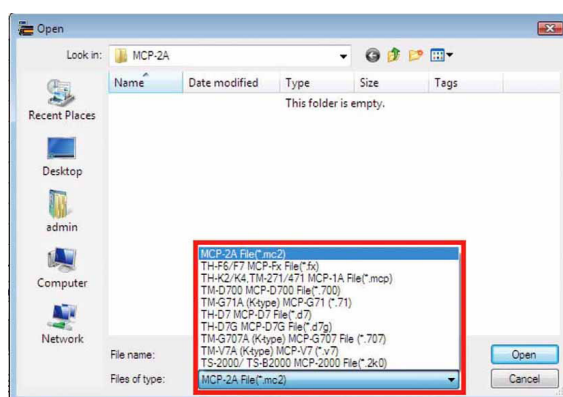 Open
Look in: MCP-2A
Name Date modified Type Size Tags
This folder is empty.
Recent Places
Desktop
admin
Computer
Network
MCP-2A File(*.mc2)
TH-F6/F7 MCP-Fx File(*.fx)
TH-K2/K4,TM-271/471 MCP-1A File(*.mcp)
TM-D700 MCP-D700 File(*.700)
TM-G71A (K-type) MCP-G71 (*.71)
TH-D7 MCP-D7 File(*.d7)
TH-D7G MCP-D7G File(*.d7g)
TM-G707A (K-type) MCP-G707 File (*.707)
TM-V7A (K-type) MCP-V7 (*.v7)
TS-2000/ TS-B2000 MCP-2000 File(*.2k0)
File name: Open
Files of type: MCP-2A File(*.mc2) Cancel